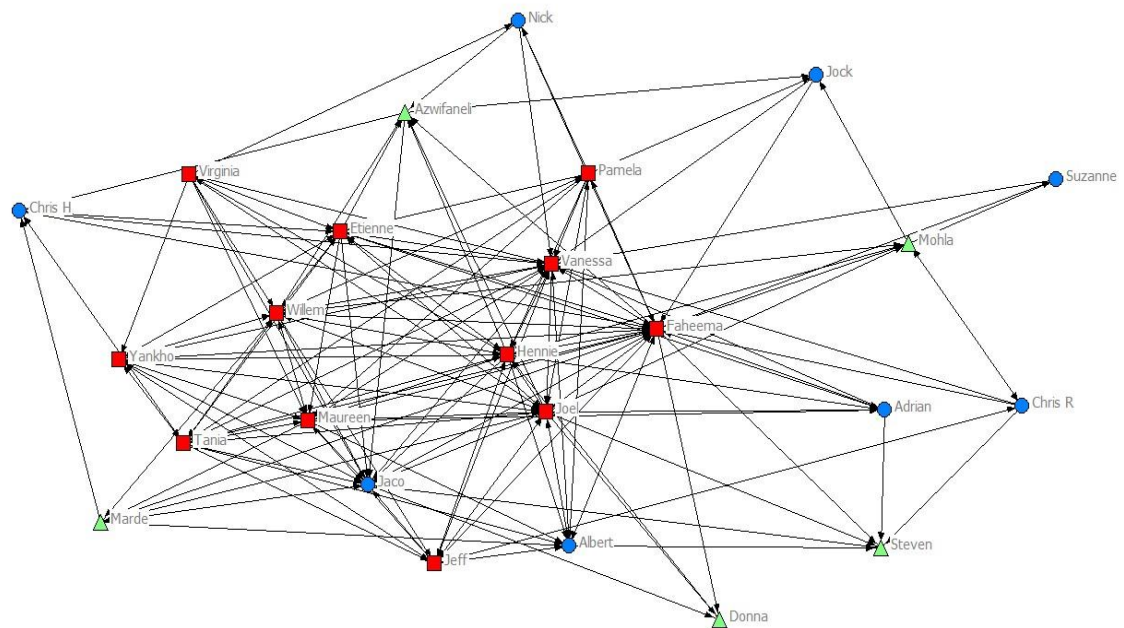 Nick
Jock
Azwifaneli
Virginia
Pamela
Suzanne
Chris H
Etienne
Mohla
Vanessa
Willem
Faheema
Yankho
Hennie
Adrian
Chris R
Maureen
Joel
Tania
Jaco
Marde
Albert
Steven
Jeff
Donna